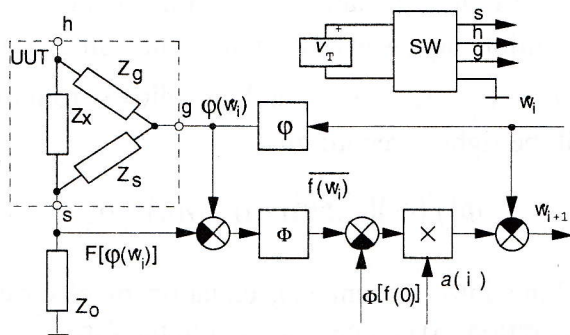 h
UUT
Z_g
Z_x
Z_s
g
s
Z_o
F[φ(w_i)]
φ(w_i)
φ
w_i
Φ
f(w_i)
Φ[f(0)]
×
a(i)
w_{i+1}
+
V_T
SW
s
h
g